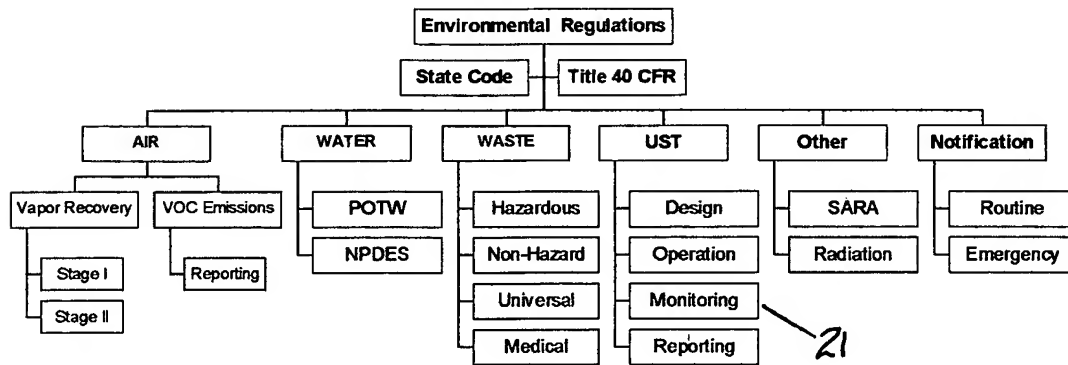 Environmental Regulations
State Code
Title 40 CFR
AIR
WATER
WASTE
UST
Other
Notification
Vapor Recovery
VOC Emissions
POTW
Hazardous
Design
SARA
Routine
NPDES
Non-Hazard
Operation
Radiation
Emergency
Stage I
Reporting
Universal
Monitoring
Stage II
Medical
Reporting
21